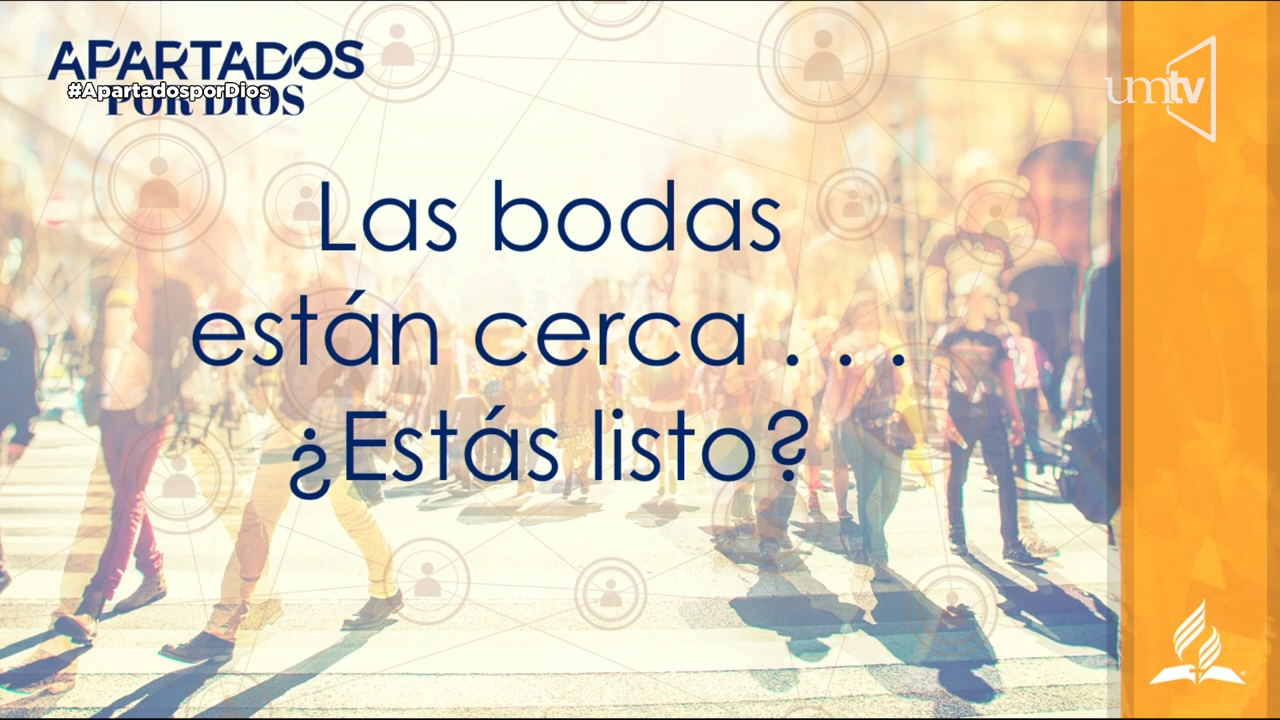 APARTADOS
#ApartadosporDios
POR DIOS
umtv
Las bodas
están cerca . . .
¿Estás listo?